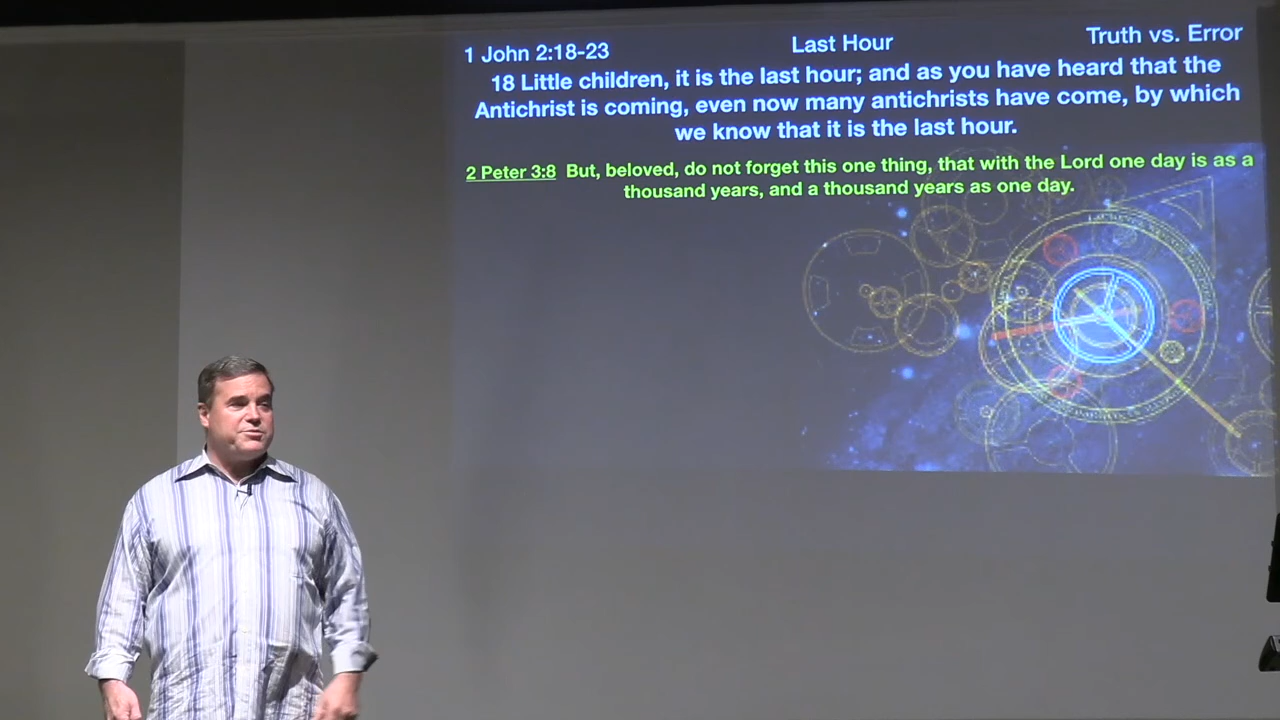 1 John 2:18-23 Last Hour Truth vs. Error
18 Little children, it is the last hour; and as you have heard that the
Antichrist is coming, even now many antichrists have come, by which
we know that it is the last hour.
2 Peter 3:8 But, beloved, do not forget this one thing, that with the Lord one day is as a
thousand years, and a thousand years as one day.